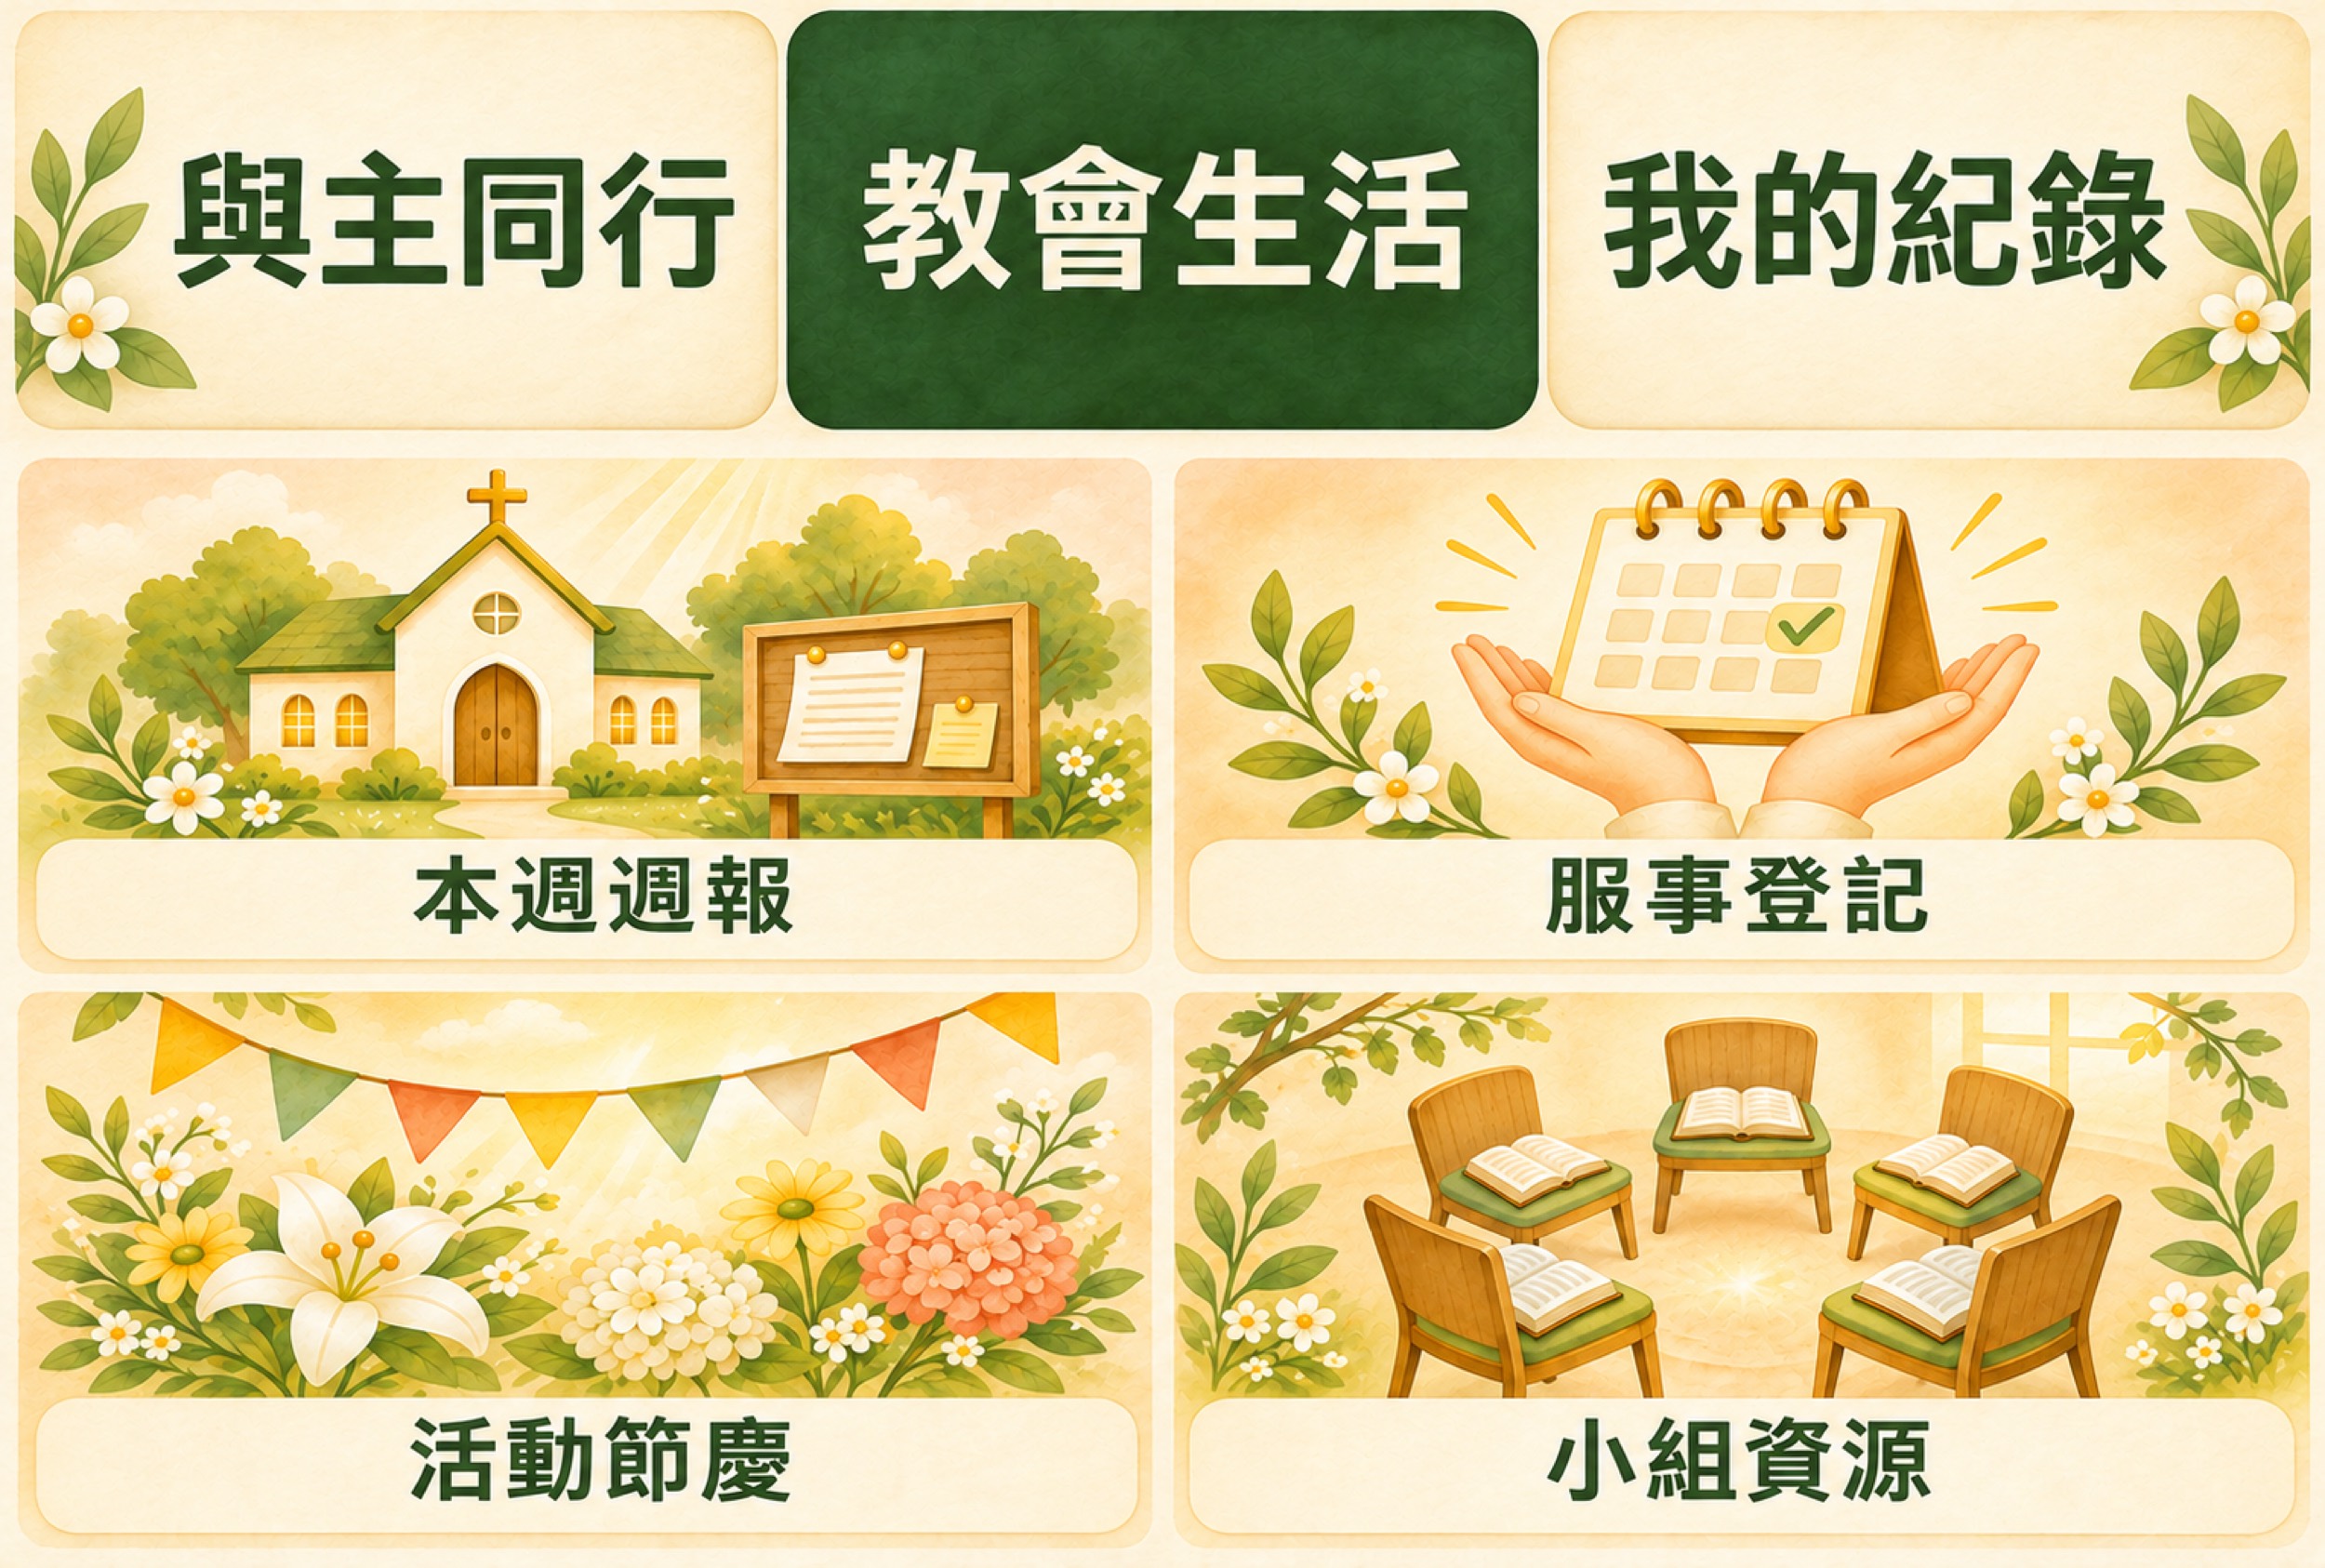 與主同行
教會生活
我的紀錄
本週週報
服事登記
活動節慶
小組資源